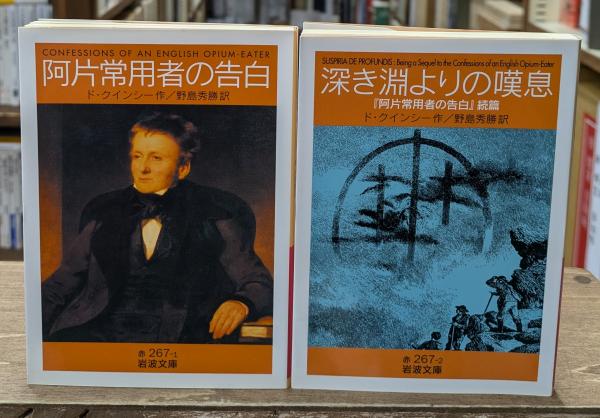 CONFESSIONS OF AN ENGLISH OPIUM-EATER
阿片常用者の告白
ド・クインシー作／野島秀勝訳
赤 267-1
岩波文庫
SUSPIRIA DE PROFUNDIS : Being a Sequel to the Confessions of an English Opium-Eater
深き淵よりの嘆息
『阿片常用者の告白』続篇
ド・クインシー作／野島秀勝訳
赤 267-2
岩波文庫